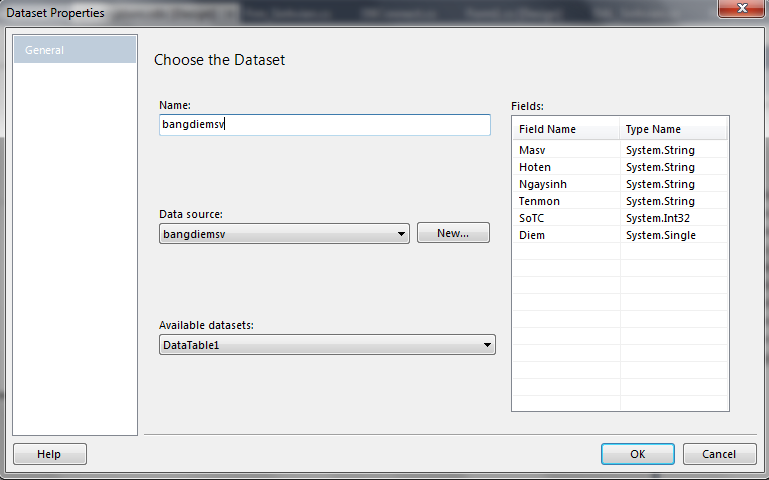 Dataset Properties
General
Choose the Dataset
Name:
bangdiemsv
Data source:
bangdiemsv
New...
Available datasets:
DataTable1
Fields:
Field Name Type Name
Masv System.String
Hoten System.String
Ngaysinh System.String
Tenmon System.String
SoTC System.Int32
Diem System.Single
Help
OK
Cancel